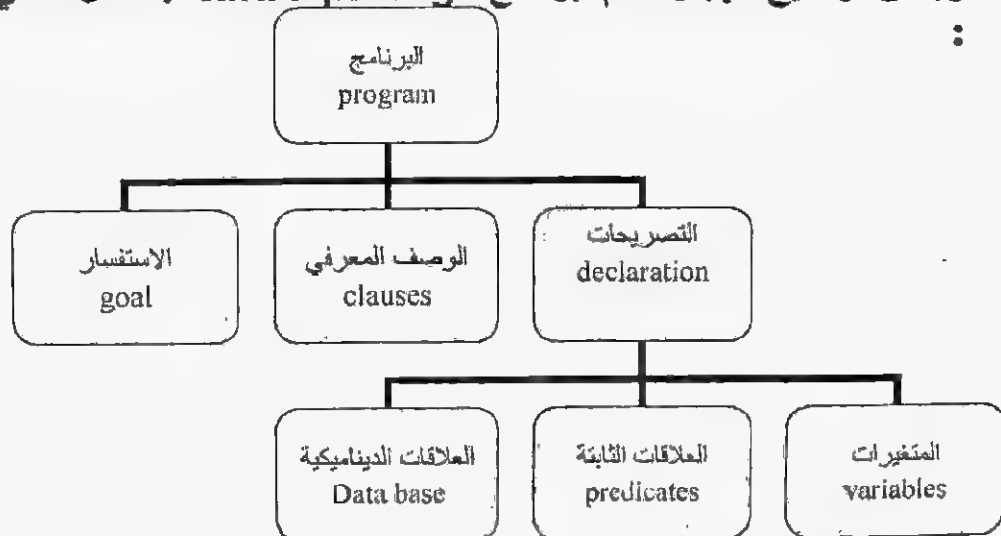 :
البرنامج
program
التصريحات
declaration
الوصف المعرفي
clauses
الاستفسار
goal
المتغيرات
variables
العلاقات الثابتة
predicates
العلاقات الديناميكية
Data base